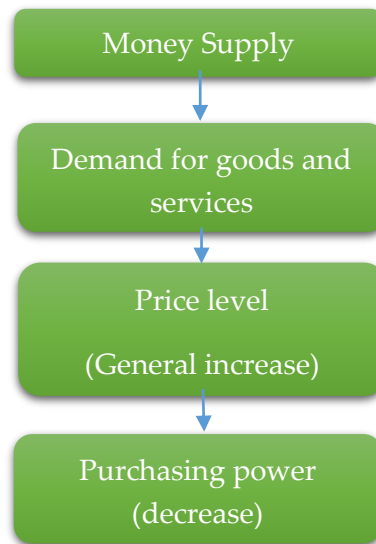 Money Supply
Demand for goods and
services
Price level
(General increase)
Purchasing power
(decrease)